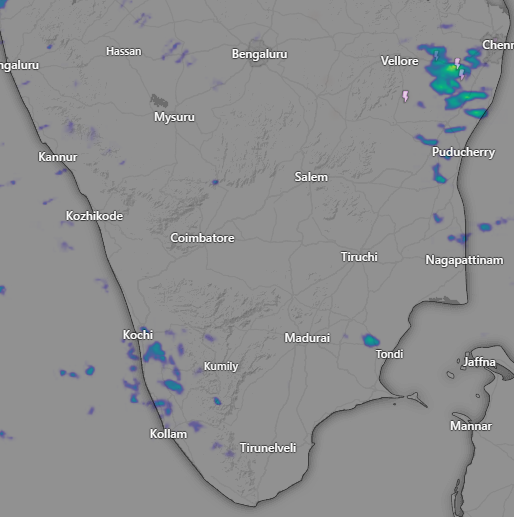 Hassan
Bengaluru
Chenn
ngaluru
Vellore
Mysuru
Kannur
Puducherry
Salem
Kozhikode
Coimbatore
Tiruchi
Nagapattinam
Kochi
Madurai
Tondi
Kumily
Jaffna
Mannar
Kollam
Tirunelveli